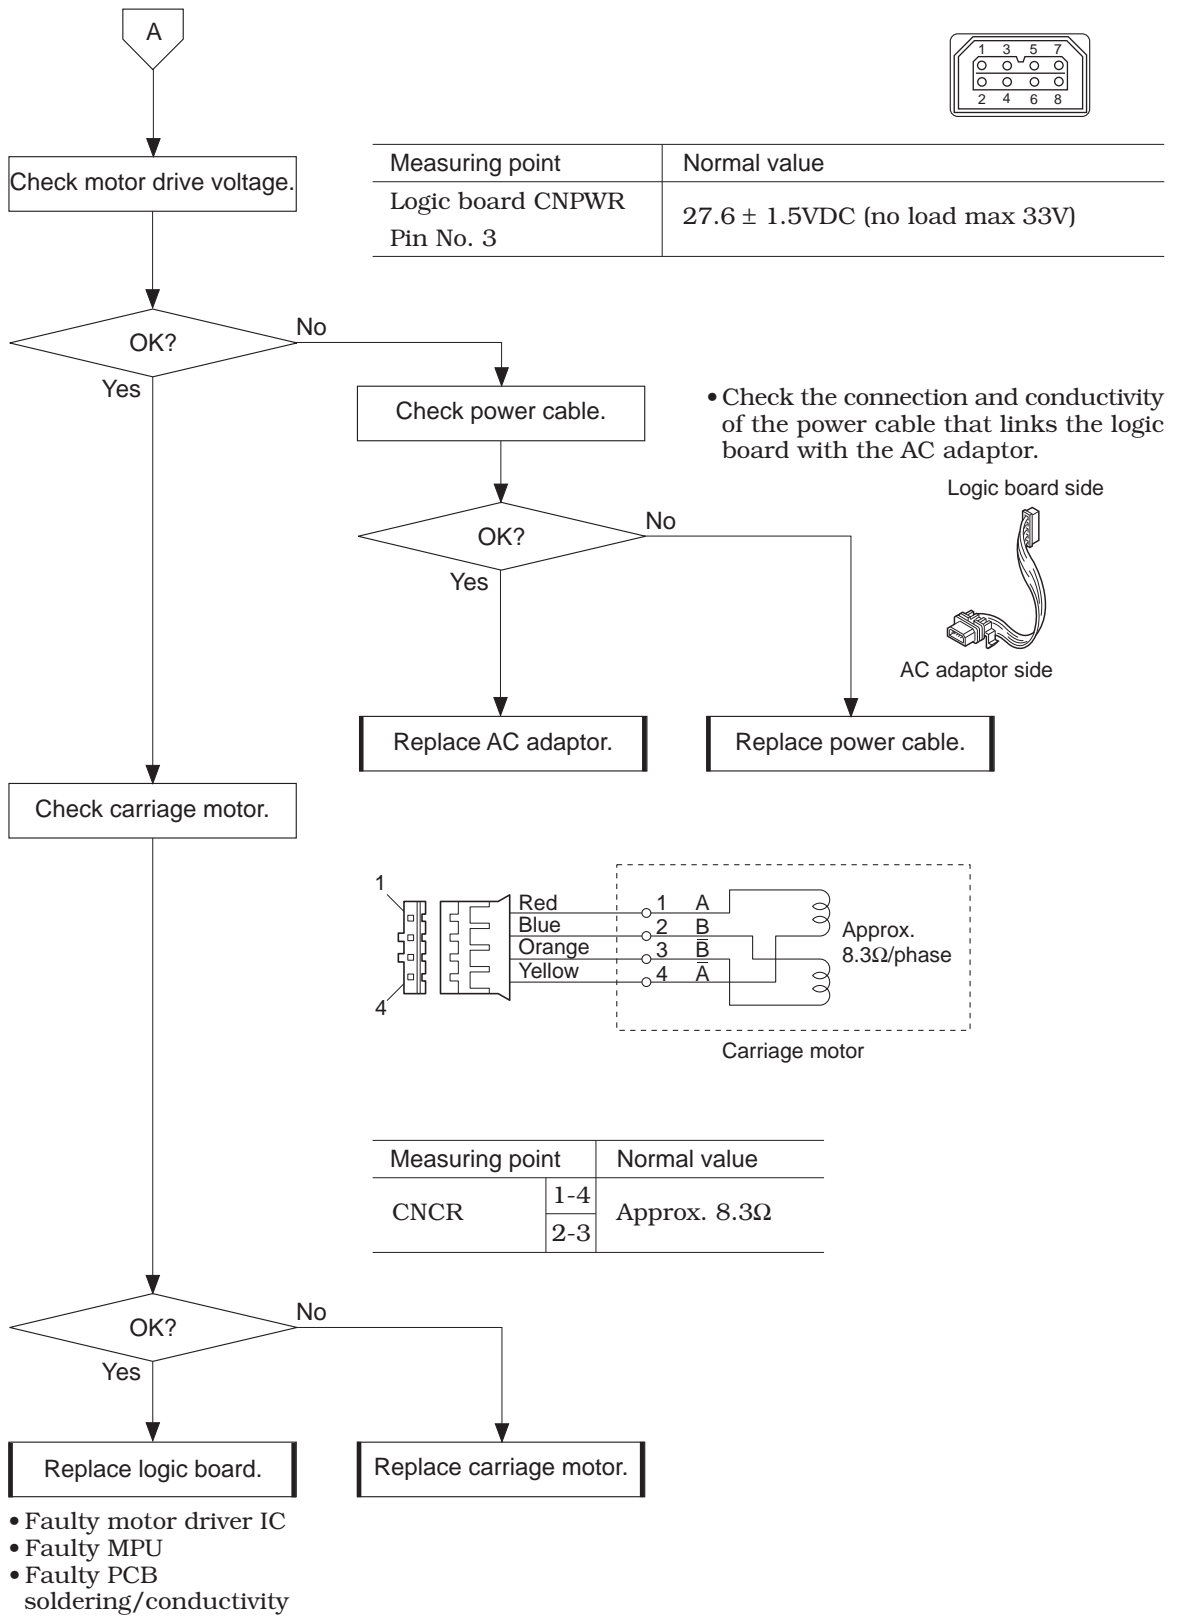 A
1 3 5 7
2 4 6 8
Check motor drive voltage.
Measuring point Normal value
Logic board CNPWR
Pin No. 3
27.6 ± 1.5VDC (no load max 33V)
OK?
No
Yes
Check power cable.
• Check the connection and conductivity
of the power cable that links the logic
board with the AC adaptor.
Logic board side
AC adaptor side
OK?
No
Yes
Replace AC adaptor.
Replace power cable.
Check carriage motor.
1
4
Red 1 A
Blue 2 B
Orange 3 B̅
Yellow 4 A̅
Approx.
8.3Ω/phase
Carriage motor
Measuring point Normal value
CNCR
1-4
2-3
Approx. 8.3Ω
OK?
No
Yes
Replace logic board.
Replace carriage motor.
• Faulty motor driver IC
• Faulty MPU
• Faulty PCB
soldering/conductivity